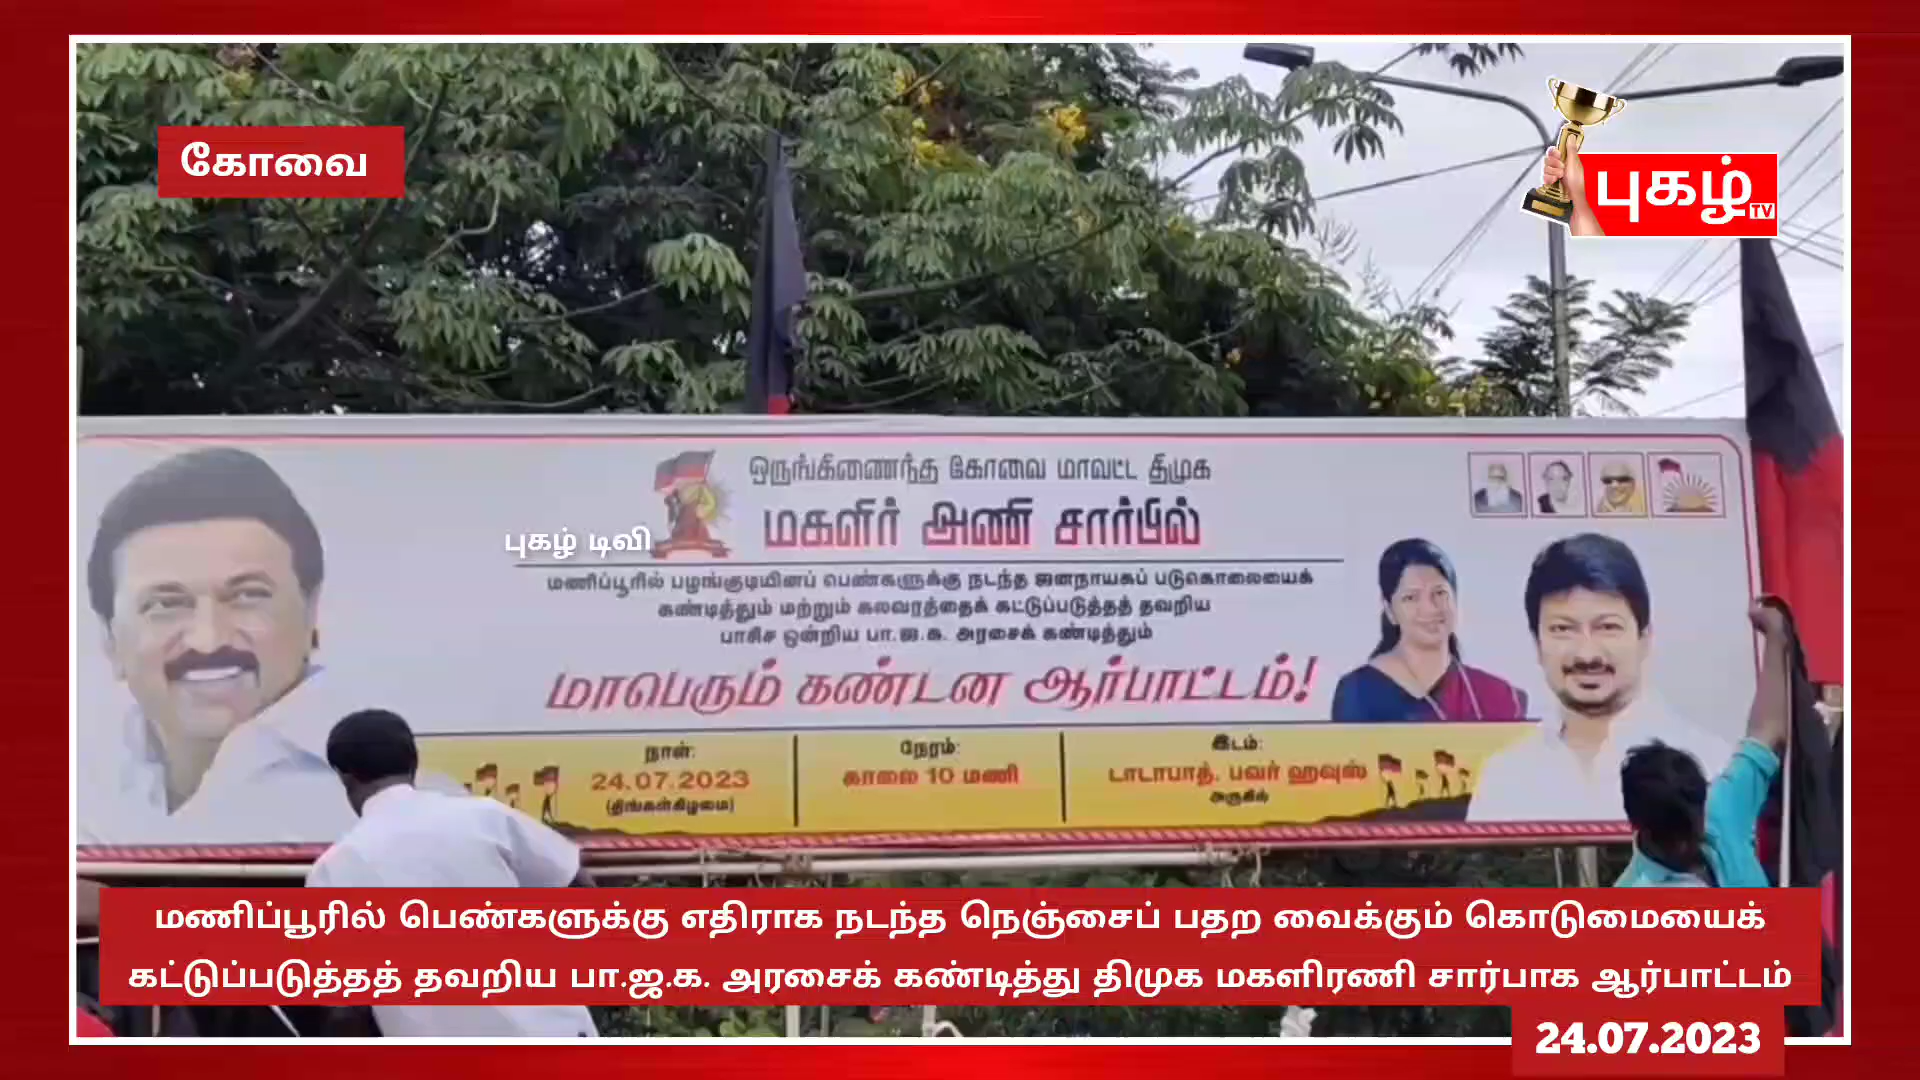 கோவை
புகழ்
TV
ஒருங்கிணைந்த கோவை மாவட்ட திமுக
மகளிர் அணி சார்பில்
புகழ் டிவி
மணிப்பூரில் பழங்குடியினப் பெண்களுக்கு நடந்த ஜனநாயகப் படுகொலையைக்
கண்டித்தும் மற்றும் கலவரத்தைக் கட்டுப்படுத்தத் தவறிய
பாசிச ஒன்றிய பா.ஜ.க. அரசைக் கண்டித்தும்
மாபெரும் கண்டன ஆர்பாட்டம்!
நாள்:
24.07.2023
(திங்கள்கிழமை)
நேரம்:
காலை 10 மணி
இடம்:
டாடாபாத், பவர் ஹவுஸ்
அருகில்
மணிப்பூரில் பெண்களுக்கு எதிராக நடந்த நெஞ்சைப் பதற வைக்கும் கொடுமையைக்
கட்டுப்படுத்தத் தவறிய பா.ஜ.க. அரசைக் கண்டித்து திமுக மகளிரணி சார்பாக ஆர்பாட்டம்
24.07.2023